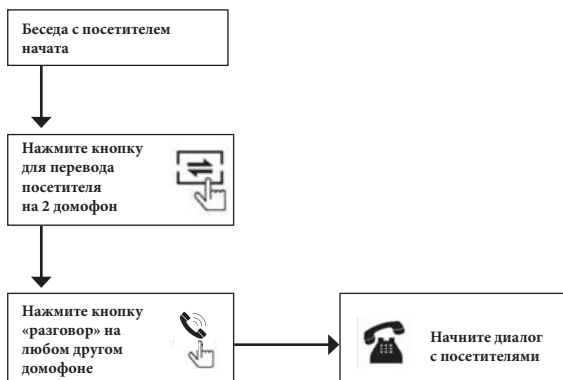 Беседа с посетителем
начата
Нажмите кнопку
для перевода
посетителя
на 2 домофон
Нажмите кнопку
«разговор» на
любом другом
домофоне
Начните диалог
с посетителями